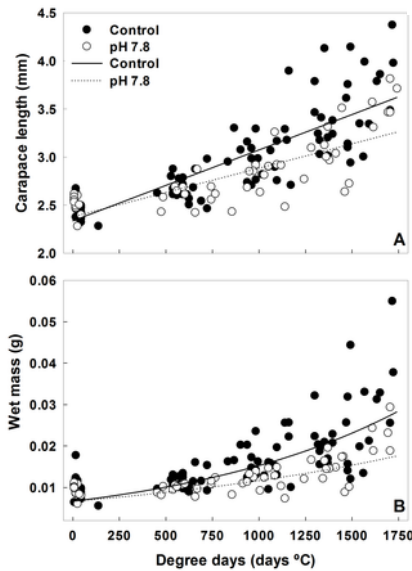 4.5
Control
pH 7.8
Control
pH 7.8
4.0
3.5
3.0
2.5
2.0
Carapace length (mm)
A
0.06
0.05
0.04
0.03
0.02
0.01
Wet mass (g)
B
0 250 500 750 1000 1250 1500 1750
Degree days (days ºC)